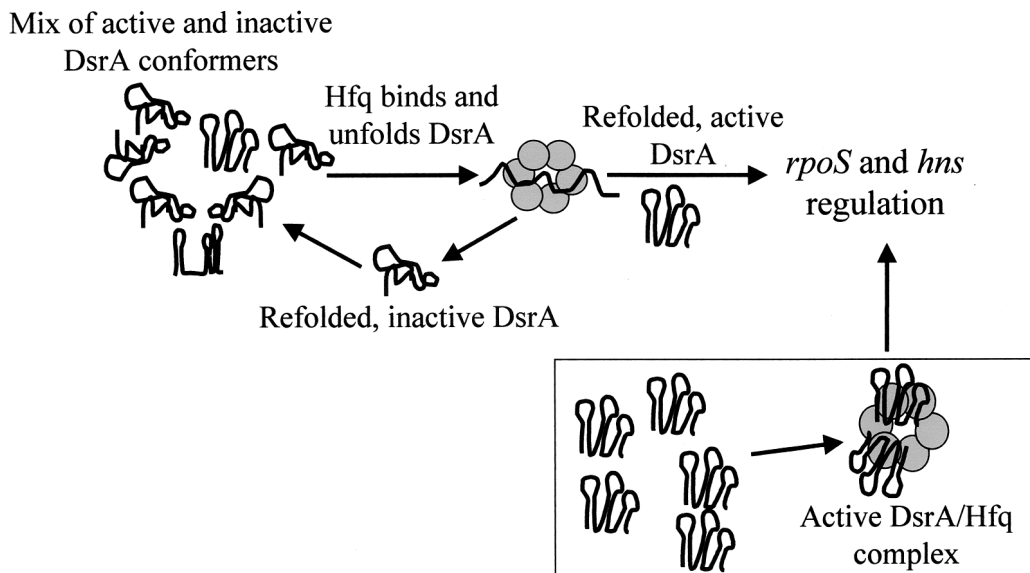 Mix of active and inactive
DsrA conformers
Hfq binds and
unfolds DsrA
Refolded, active
DsrA
rpoS and hns
regulation
Refolded, inactive DsrA
Active DsrA/Hfq
complex